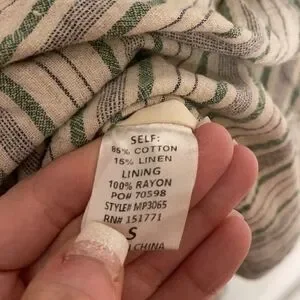 SELF:
85% COTTON
15% LINEN
LINING
100% RAYON
PO# 70598
STYLE# MP3065
RN# 151771
S
CHINA